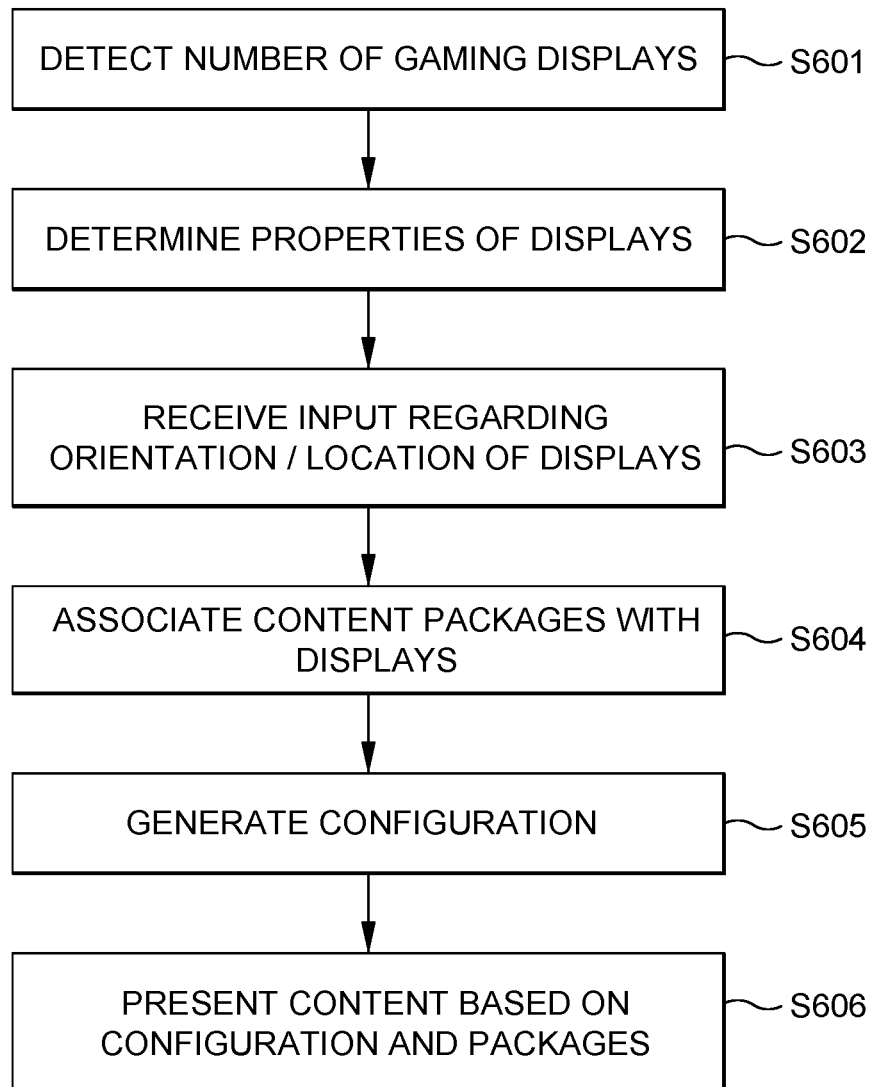 DETECT NUMBER OF GAMING DISPLAYS
S601
DETERMINE PROPERTIES OF DISPLAYS
S602
RECEIVE INPUT REGARDING
ORIENTATION / LOCATION OF DISPLAYS
S603
ASSOCIATE CONTENT PACKAGES WITH
DISPLAYS
S604
GENERATE CONFIGURATION
S605
PRESENT CONTENT BASED ON
CONFIGURATION AND PACKAGES
S606